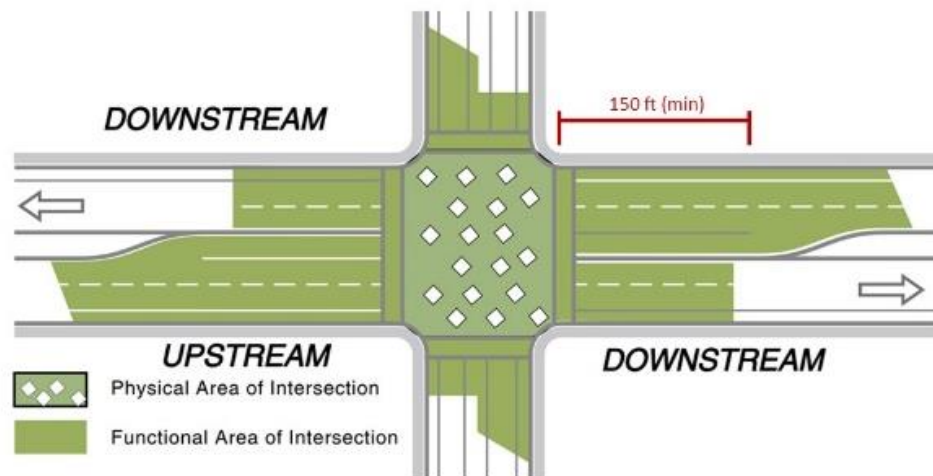 150 ft (min)
DOWNSTREAM
UPSTREAM
DOWNSTREAM
Physical Area of Intersection
Functional Area of Intersection